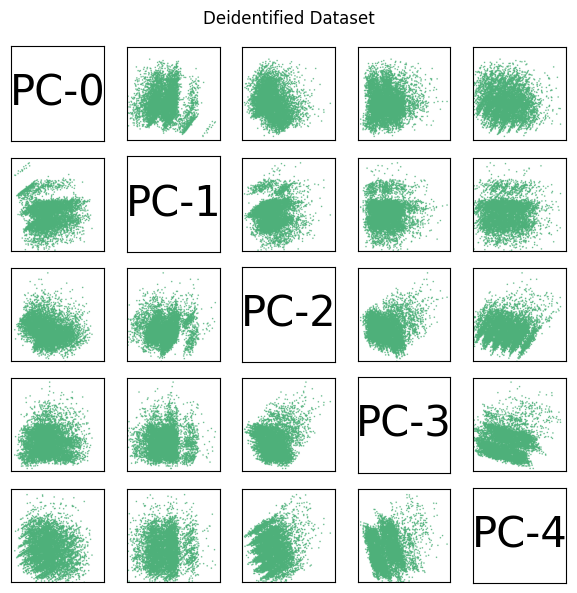 Deidentified Dataset
PC-0
PC-1
PC-2
PC-3
PC-4